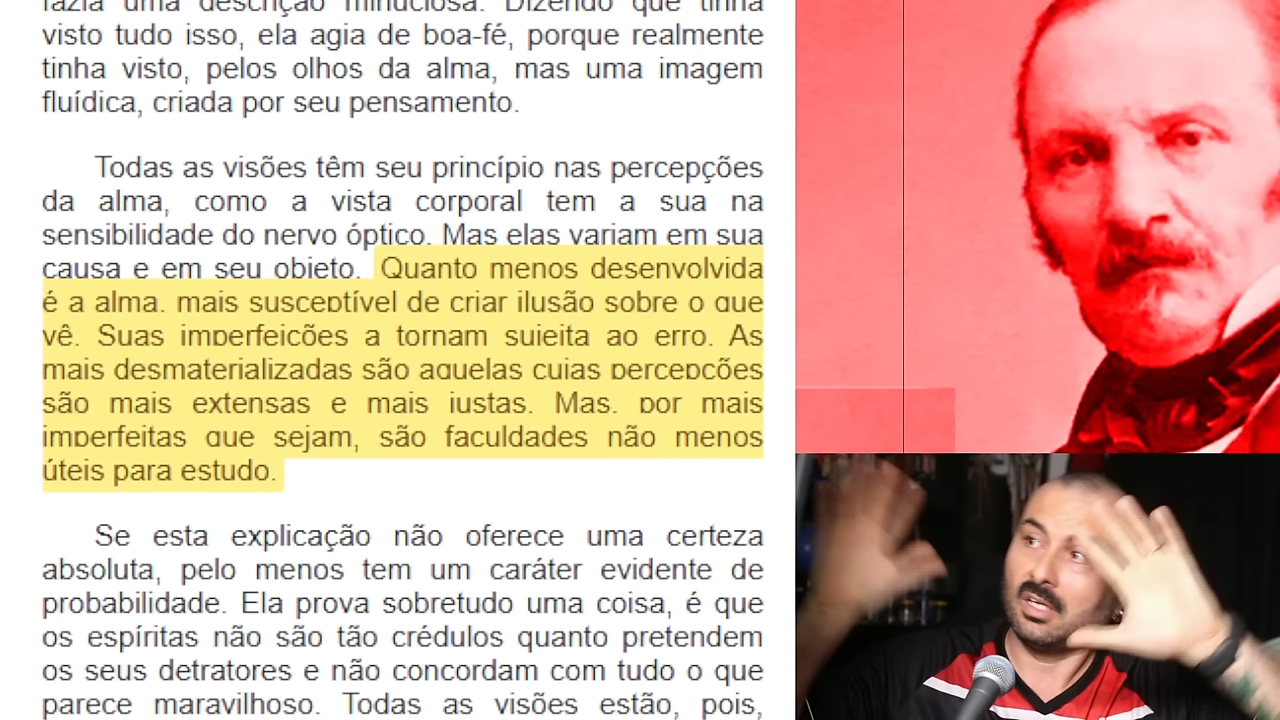 fazia uma descrição minuciosa. Dizendo que tinha
visto tudo isso, ela agia de boa-fé, porque realmente
tinha visto, pelos olhos da alma, mas uma imagem
fluídica, criada por seu pensamento.
Todas as visões têm seu princípio nas percepções
da alma, como a vista corporal tem a sua na
sensibilidade do nervo óptico. Mas elas variam em sua
causa e em seu objeto. Quanto menos desenvolvida
é a alma, mais susceptível de criar ilusão sobre o que
vê. Suas imperfeições a tornam sujeita ao erro. As
mais desmaterializadas são aquelas cujas percepções
são mais extensas e mais justas. Mas, por mais
imperfeitas que sejam, são faculdades não menos
úteis para estudo.
Se esta explicação não oferece uma certeza
absoluta, pelo menos tem um caráter evidente de
probabilidade. Ela prova sobretudo uma coisa, é que
os espíritas não são tão crédulos quanto pretendem
os seus detratores e não concordam com tudo o que
parece maravilhoso. Todas as visões estão, pois,